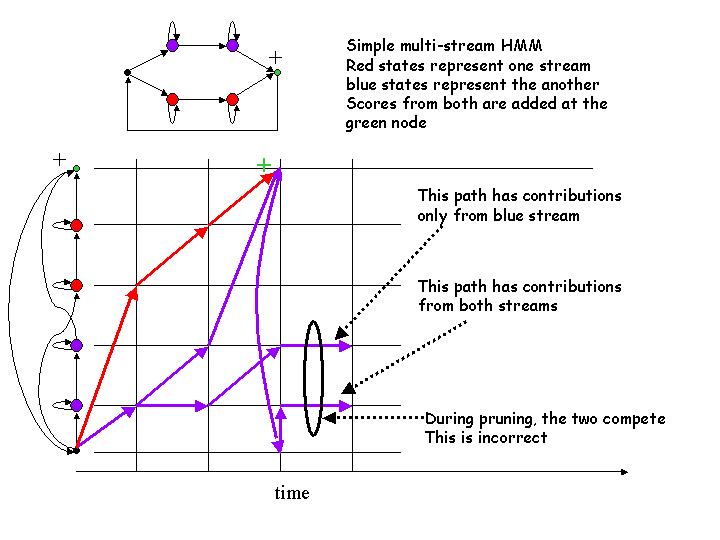 Simple multi-stream HMM
Red states represent one stream
blue states represent the another
Scores from both are added at the
green node
+
+
+
This path has contributions
only from blue stream
This path has contributions
from both streams
During pruning, the two compete
This is incorrect
time